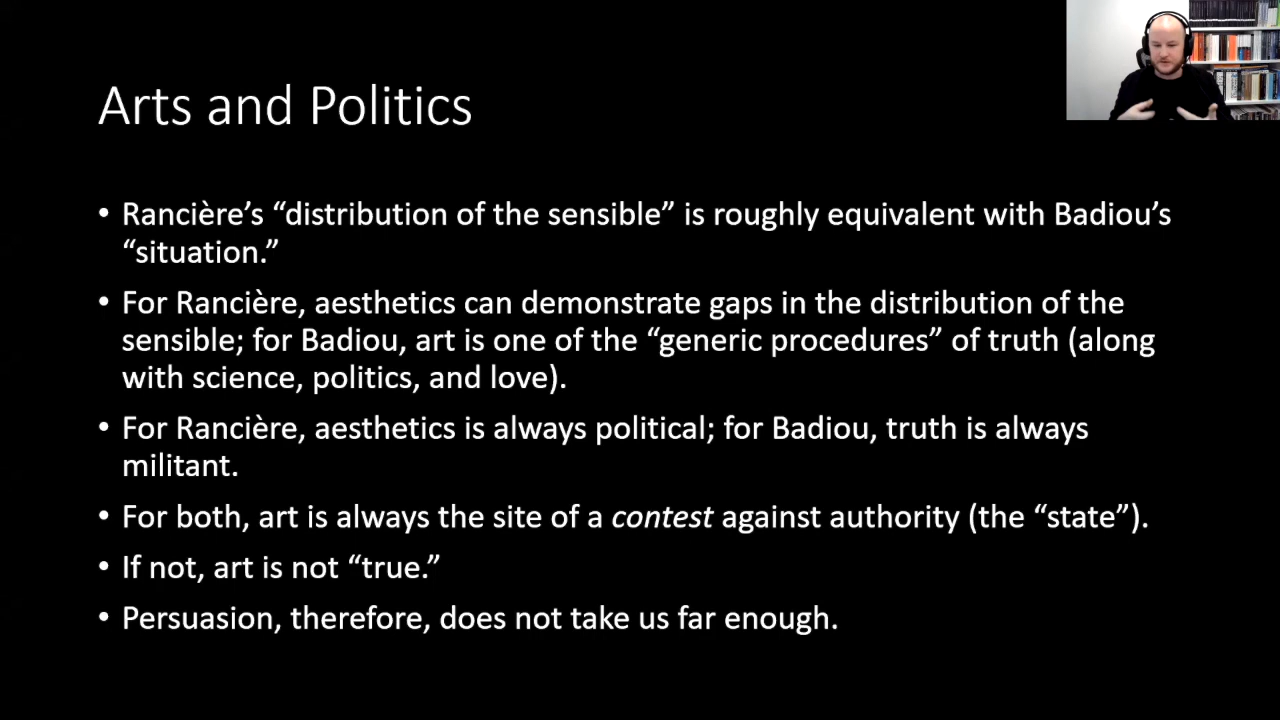 Arts and Politics
• Rancière’s “distribution of the sensible” is roughly equivalent with Badiou’s
“situation.”
• For Rancière, aesthetics can demonstrate gaps in the distribution of the
sensible; for Badiou, art is one of the “generic procedures” of truth (along
with science, politics, and love).
• For Rancière, aesthetics is always political; for Badiou, truth is always
militant.
• For both, art is always the site of a contest against authority (the “state”).
• If not, art is not “true.”
• Persuasion, therefore, does not take us far enough.